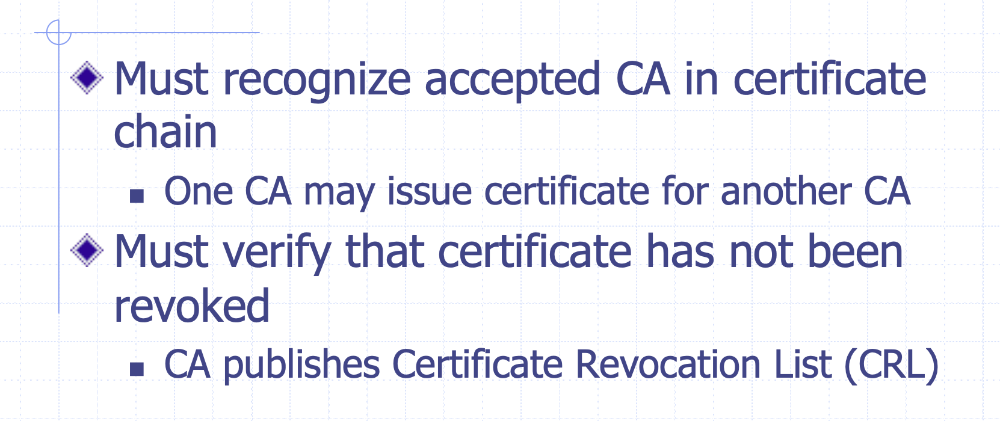 Must recognize accepted CA in certificate
chain
One CA may issue certificate for another CA
Must verify that certificate has not been
revoked
CA publishes Certificate Revocation List (CRL)